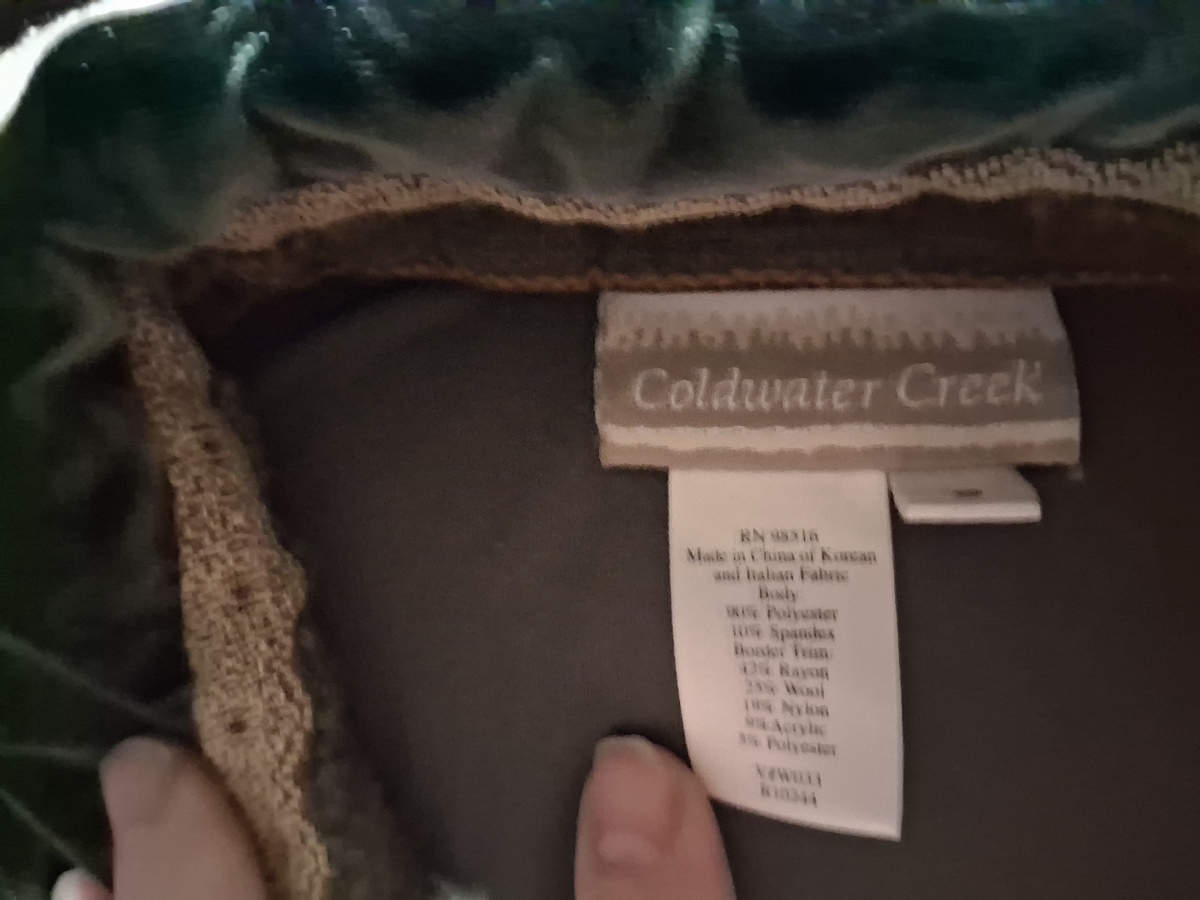 Coldwater Creek
RN 98516
Made in China of Korean
and Italian Fabric
Body:
90% Polyester
10% Spandex
Border Trim:
42% Rayon
25% Wool
19% Nylon
9% Acrylic
5% Polyester